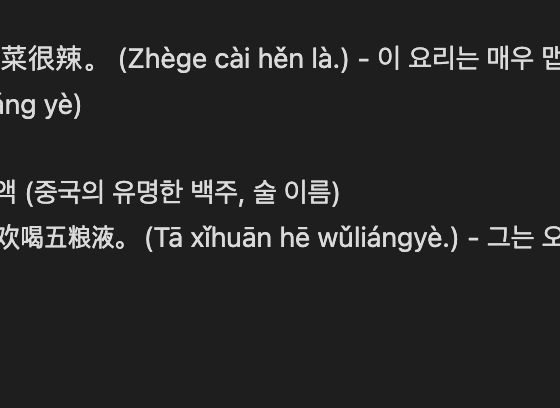 菜很辣。 (Zhège cài hěn là.) - 이 요리는 매우 맵
áng yè)
액 (중국의 유명한 백주, 술 이름)
欢喝五粮液。 (Tā xǐhuān hē wǔliángyè.) - 그는 오